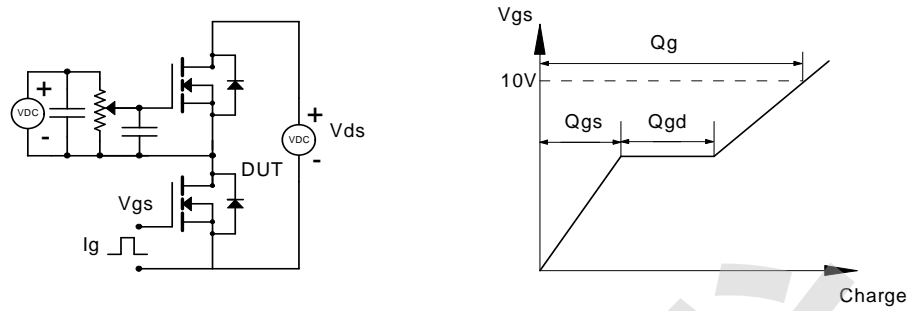 +
VDC
-
+
VDC
-
Vds
DUT
Vgs
Ig
Vgs
Qg
10V
Qgs
Qgd
Charge